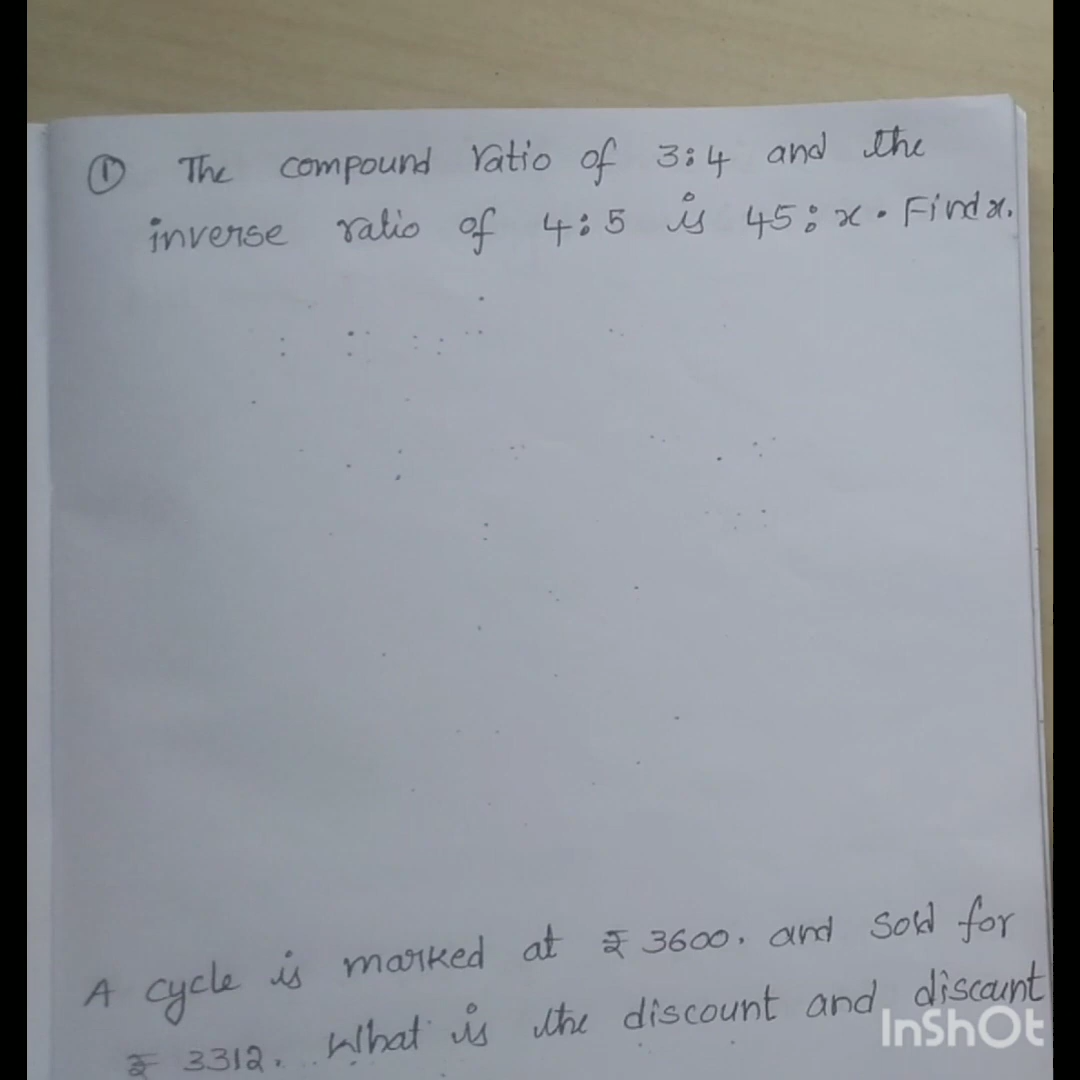 ① The compound ratio of 3:4 and the
inverse ratio of 4:5 is 45:x. Find x.
A cycle is marked at ₹ 3600. and sold for
₹ 3312. What is the discount and discount
InShOt